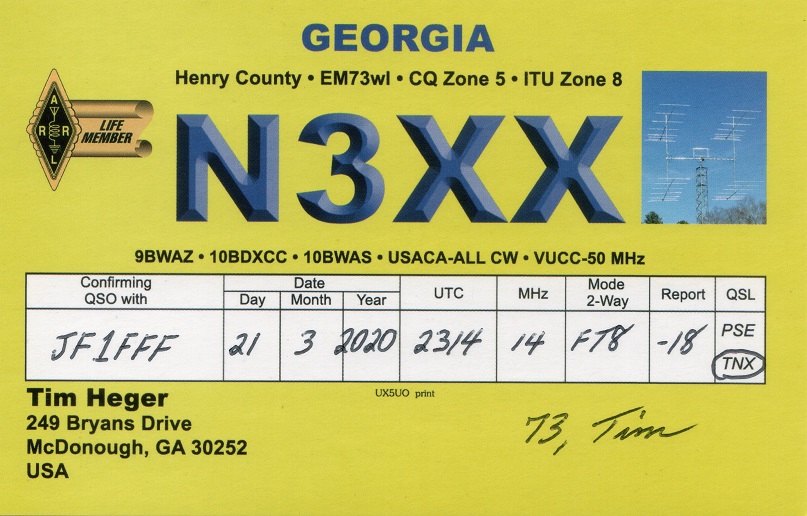 GEORGIA
Henry County • EM73wl • CQ Zone 5 • ITU Zone 8
ARRL
LIFE
MEMBER
N3XX
9BWAZ • 10BDXCC • 10BWAS • USACA-ALL CW • VUCC-50 MHz
Confirming QSO with Date Day Month Year UTC MHz Mode 2-Way Report QSL
JF1FFF 21 3 2020 2314 14 FT8 -18 PSE
TNX
UX5UO print
Tim Heger
249 Bryans Drive
McDonough, GA 30252
USA
73, Tim